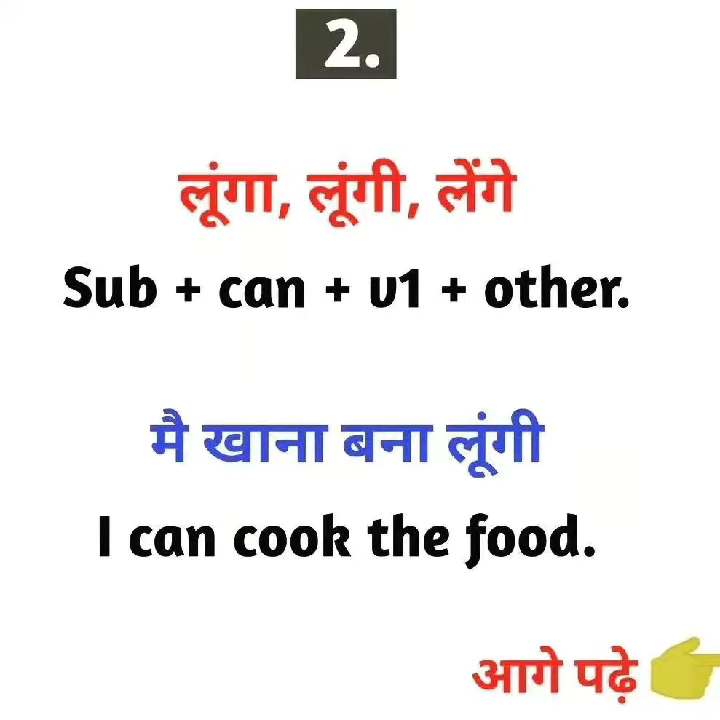 2.
लूंगा, लूंगी, लेंगे
Sub + can + v1 + other.
मै खाना बना लूंगी
I can cook the food.
आगे पढ़े